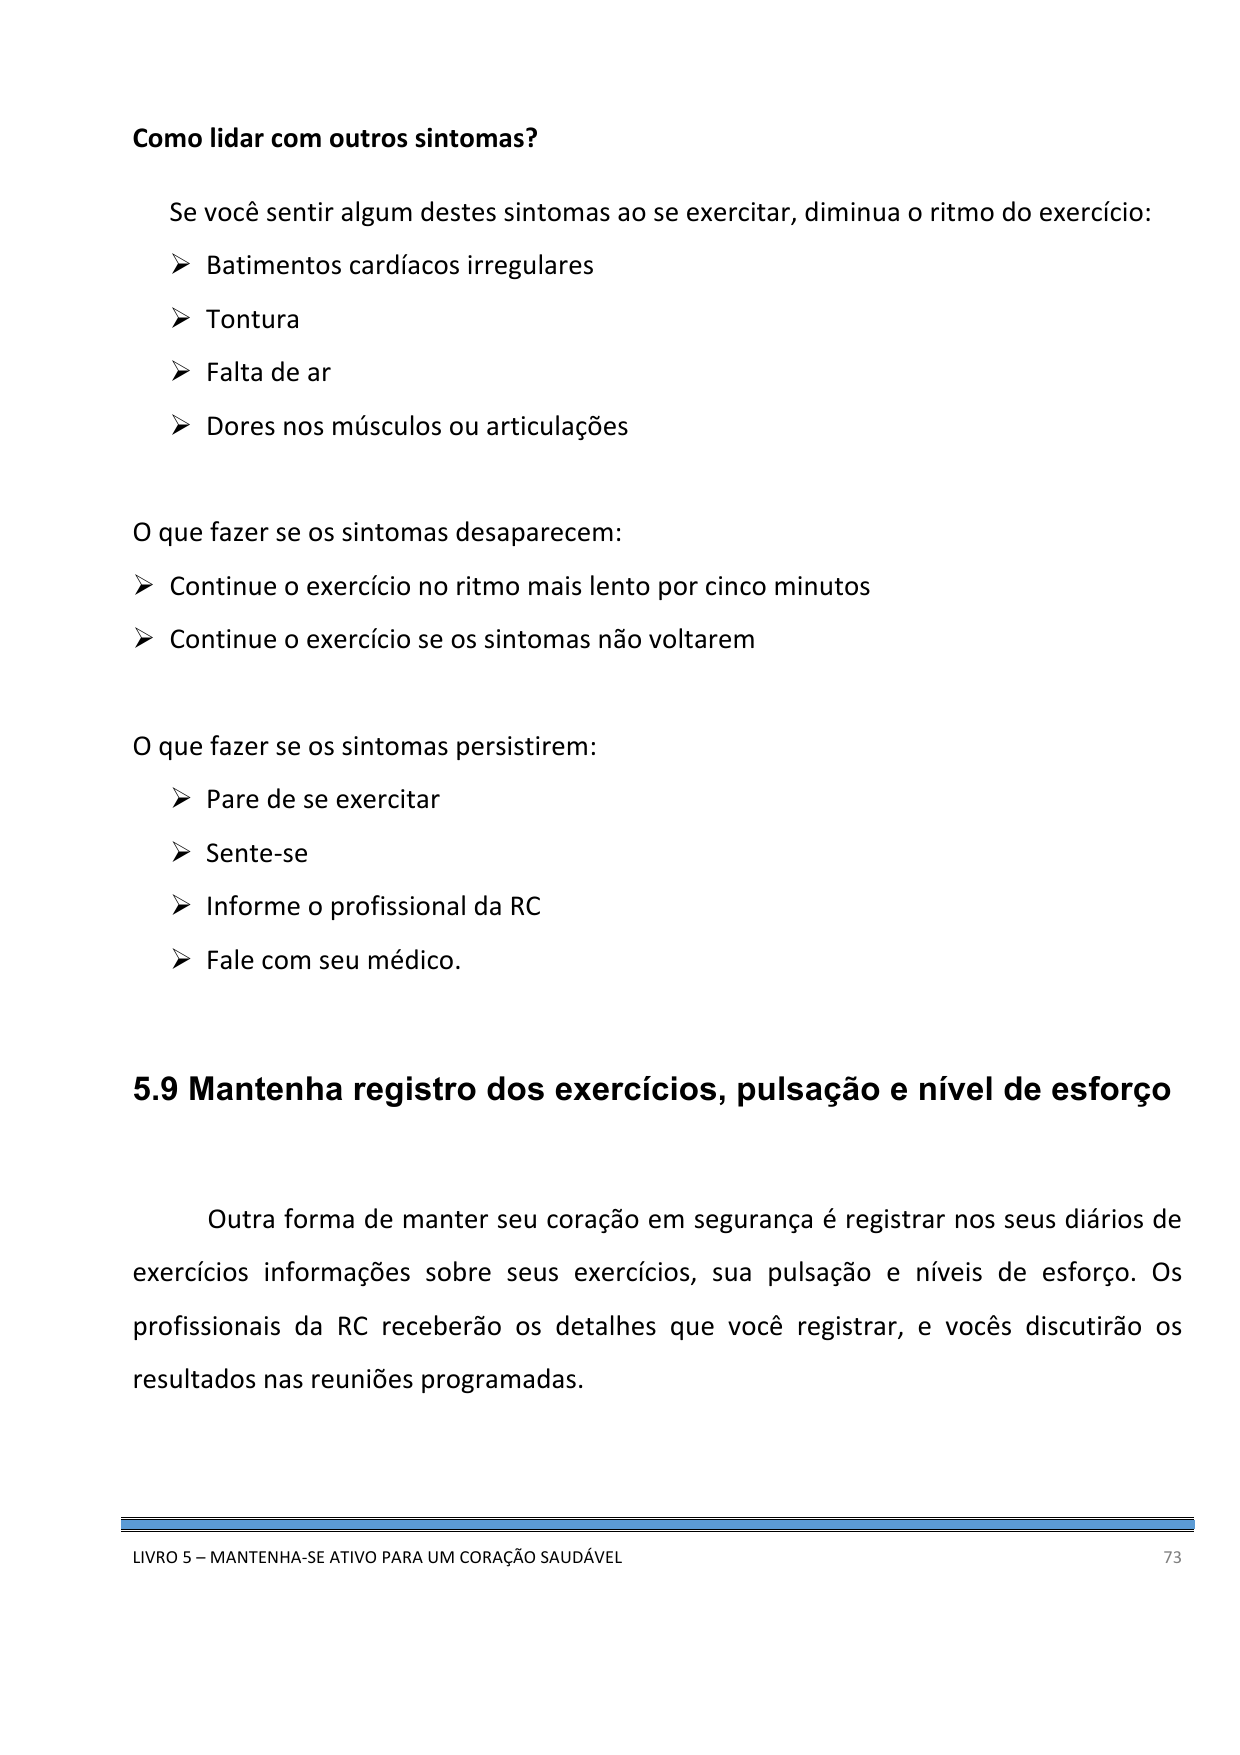 Como lidar com outros sintomas?
Se você sentir algum destes sintomas ao se exercitar, diminua o ritmo do exercício:
➢ Batimentos cardíacos irregulares
➢ Tontura
➢ Falta de ar
➢ Dores nos músculos ou articulações
O que fazer se os sintomas desaparecem:
➢ Continue o exercício no ritmo mais lento por cinco minutos
➢ Continue o exercício se os sintomas não voltarem
O que fazer se os sintomas persistirem:
➢ Pare de se exercitar
➢ Sente-se
➢ Informe o profissional da RC
➢ Fale com seu médico.
5.9 Mantenha registro dos exercícios, pulsação e nível de esforço
Outra forma de manter seu coração em segurança é registrar nos seus diários de
exercícios informações sobre seus exercícios, sua pulsação e níveis de esforço. Os
profissionais da RC receberão os detalhes que você registrar, e vocês discutirão os
resultados nas reuniões programadas.
LIVRO 5 – MANTENHA-SE ATIVO PARA UM CORAÇÃO SAUDÁVEL 73